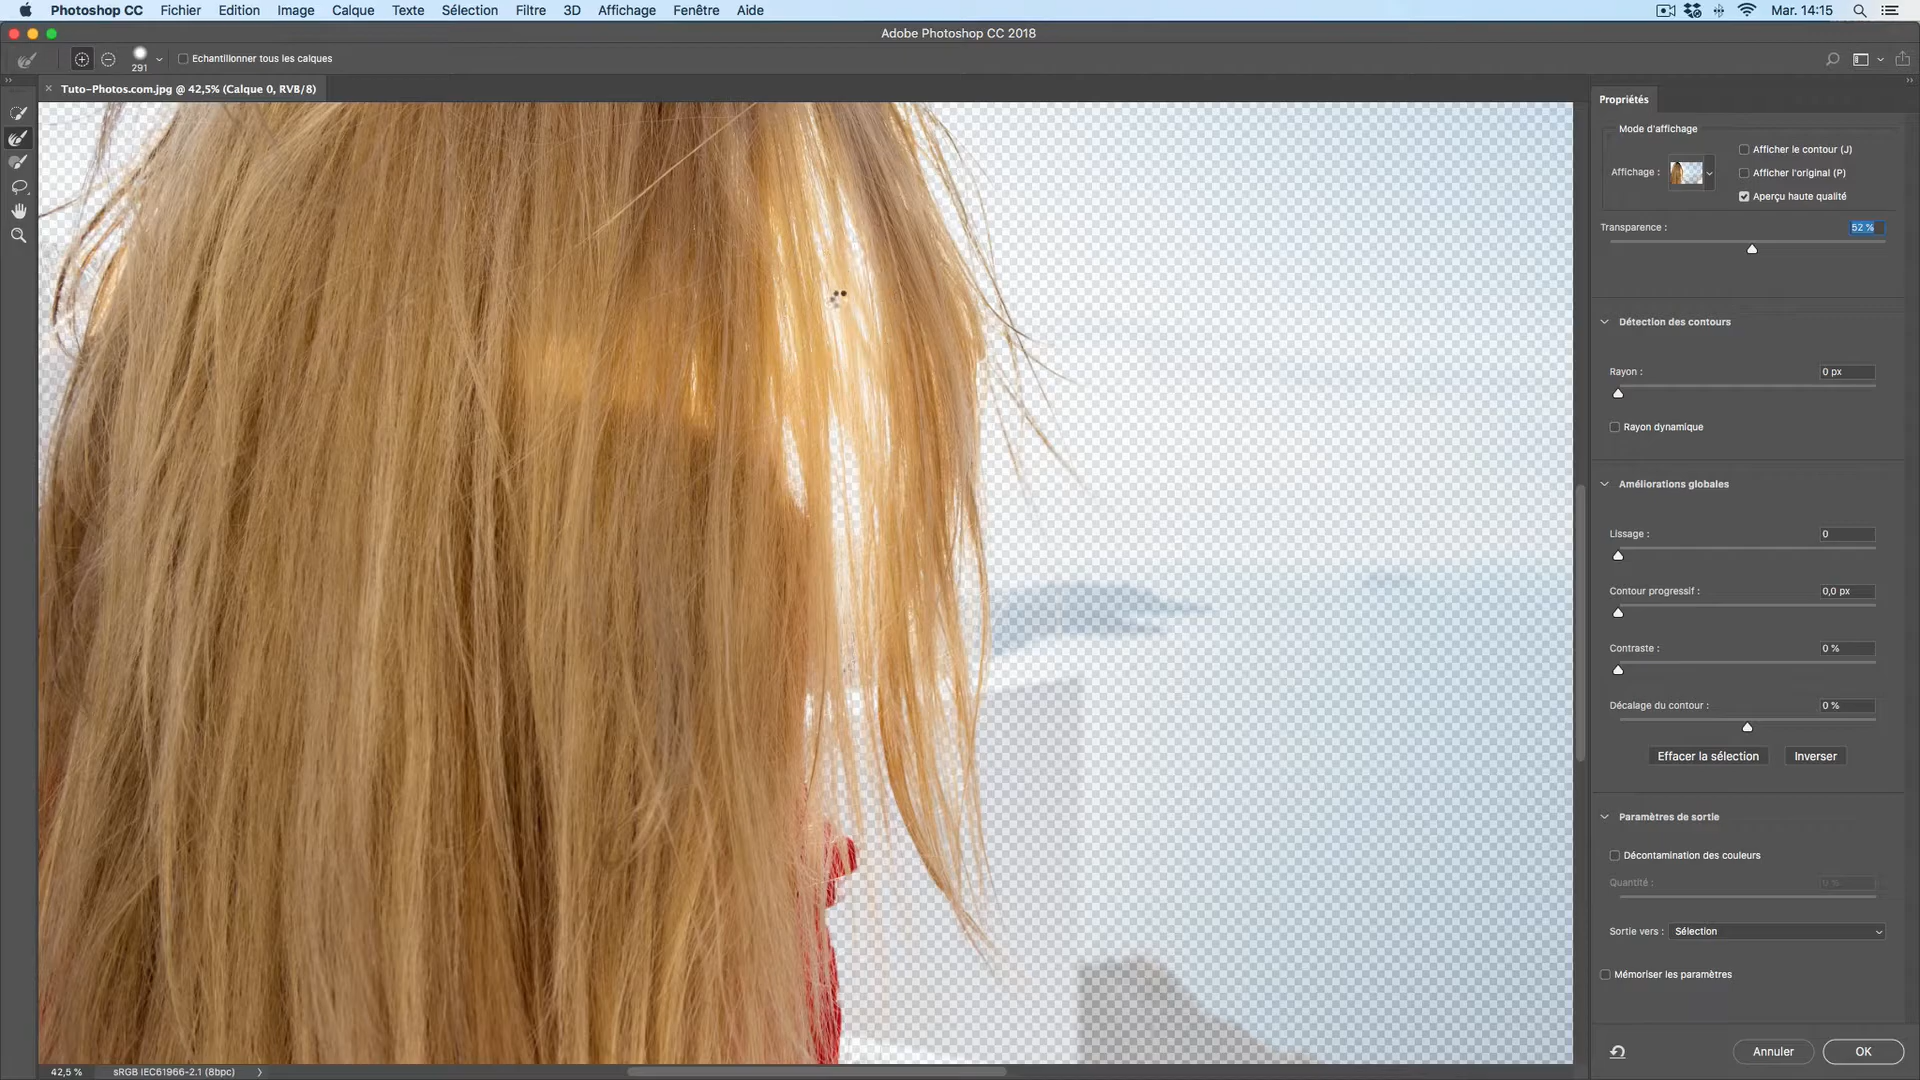 Photoshop CC Fichier Edition Image Calque Texte Sélection Filtre 3D Affichage Fenêtre Aide Mar. 14:15
Adobe Photoshop CC 2018
291 Echantillonner tous les calques
Tuto-Photos.com.jpg @ 42,5% (Calque 0, RVB/8)
Propriétés
Mode d'affichage
Afficher le contour (J)
Affichage : Afficher l'original (P)
Aperçu haute qualité
Transparence : 52 %
Détection des contours
Rayon : 0 px
Rayon dynamique
Améliorations globales
Lissage : 0
Contour progressif : 0,0 px
Contraste : 0 %
Décalage du contour : 0 %
Effacer la sélection Inverser
Paramètres de sortie
Décontamination des couleurs
Quantité : 0 %
Sortie vers : Sélection
Mémoriser les paramètres
Annuler OK
42,5 % sRGB IEC61966-2.1 (8bpc)